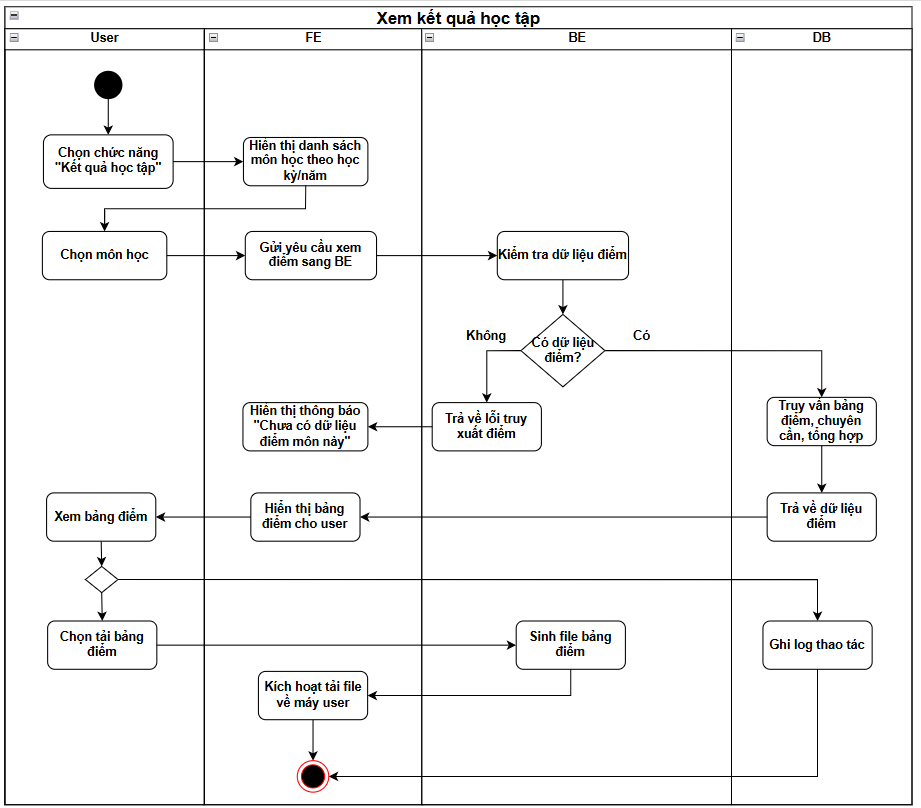 Xem kết quả học tập
User
FE
BE
DB
Chọn chức năng
"Kết quả học tập"
Hiển thị danh sách
môn học theo học
kỳ/năm
Chọn môn học
Gửi yêu cầu xem
điểm sang BE
Kiểm tra dữ liệu điểm
Không
Có dữ liệu
điểm?
Có
Hiển thị thông báo
"Chưa có dữ liệu
điểm môn này"
Trả về lỗi truy
xuất điểm
Truy vấn bảng
điểm, chuyên
cần, tổng hợp
Xem bảng điểm
Hiển thị bảng
điểm cho user
Trả về dữ liệu
điểm
Chọn tải bảng
điểm
Sinh file bảng
điểm
Ghi log thao tác
Kích hoạt tải file
về máy user